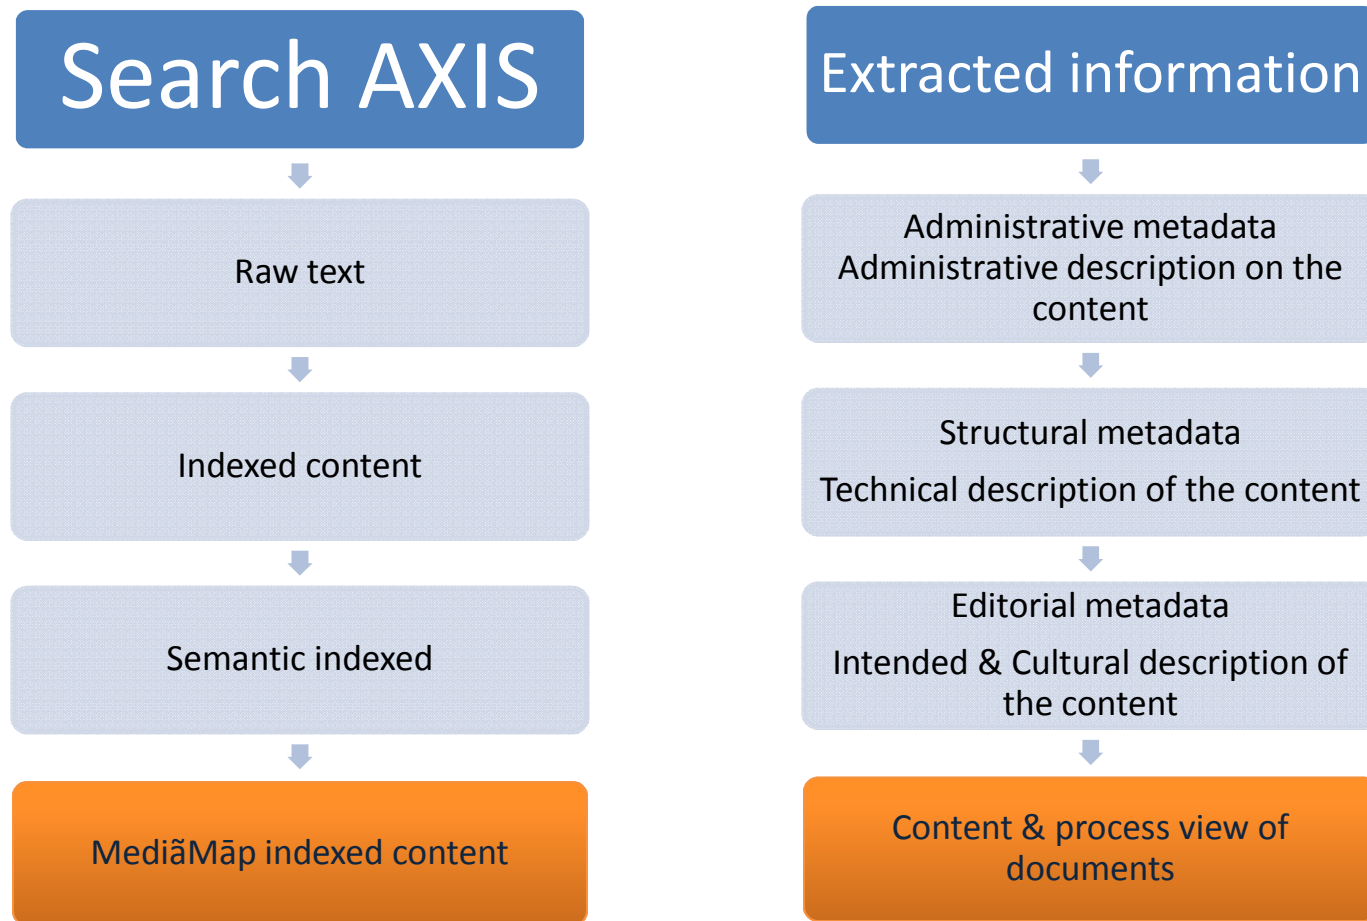 Search AXIS
Raw text
Indexed content
Semantic indexed
MediãMāp indexed content
Extracted information
Administrative metadata
Administrative description on the
content
Structural metadata
Technical description of the content
Editorial metadata
Intended & Cultural description of
the content
Content & process view of
documents